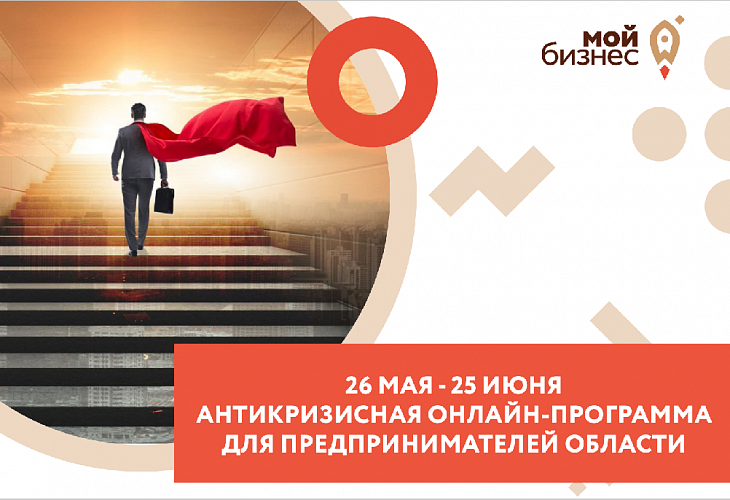 мой
бизнес
26 МАЯ - 25 ИЮНЯ
АНТИКРИЗИСНАЯ ОНЛАЙН-ПРОГРАММА
ДЛЯ ПРЕДПРИНИМАТЕЛЕЙ ОБЛАСТИ